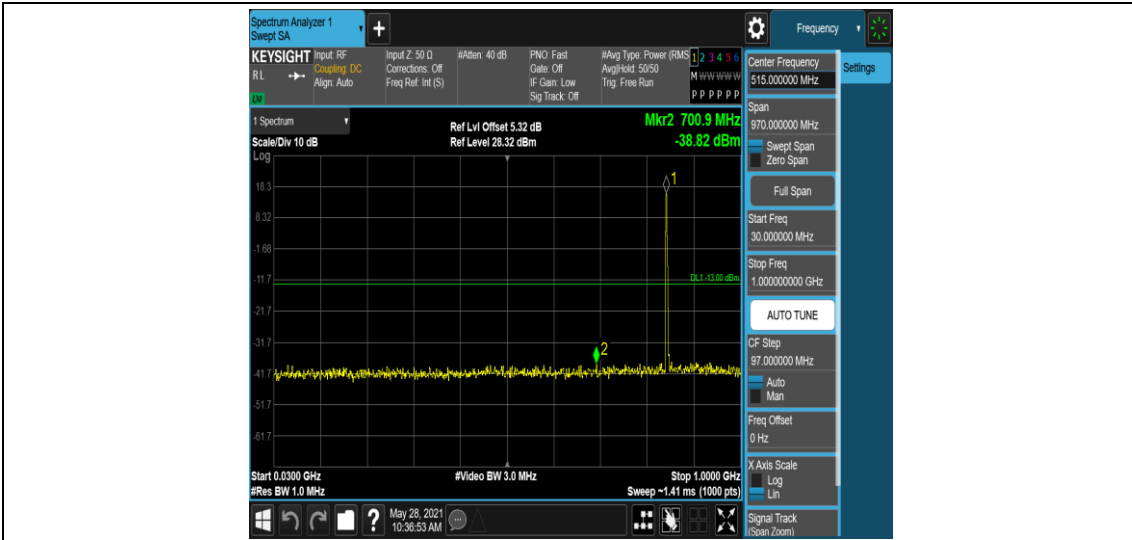 Spectrum Analyzer 1
Swept SA
Frequency
KEYSIGHT
RL
Input: RF
Coupling: DC
Align: Auto
Input Z: 50 Ω
Corrections: Off
Freq Ref: Int (S)
#Atten: 40 dB
PNO: Fast
Gate: Off
IF Gain: Low
Sig Track: Off
#Avg Type: Power (RMS
Avg|Hold: 50/50
Trig: Free Run
1 2 3 4 5 6
M W W W W W
P P P P P P
1 Spectrum
Scale/Div 10 dB
Log
Ref Lvl Offset 5.32 dB
Ref Level 28.32 dBm
Mkr2 700.9 MHz
-38.82 dBm
1
18.3
8.32
-1.68
-11.7
DL1 -13.00 dBm
-21.7
-31.7
2
-41.7
-51.7
-61.7
Start 0.0300 GHz
#Res BW 1.0 MHz
#Video BW 3.0 MHz
Stop 1.0000 GHz
Sweep ~1.41 ms (1000 pts)
Center Frequency
515.000000 MHz
Settings
Span
970.000000 MHz
Swept Span
Zero Span
Full Span
Start Freq
30.000000 MHz
Stop Freq
1.000000000 GHz
AUTO TUNE
CF Step
97.000000 MHz
Auto
Man
Freq Offset
0 Hz
X Axis Scale
Log
Lin
Signal Track
(Span Zoom)
?
May 28, 2021
10:36:53 AM